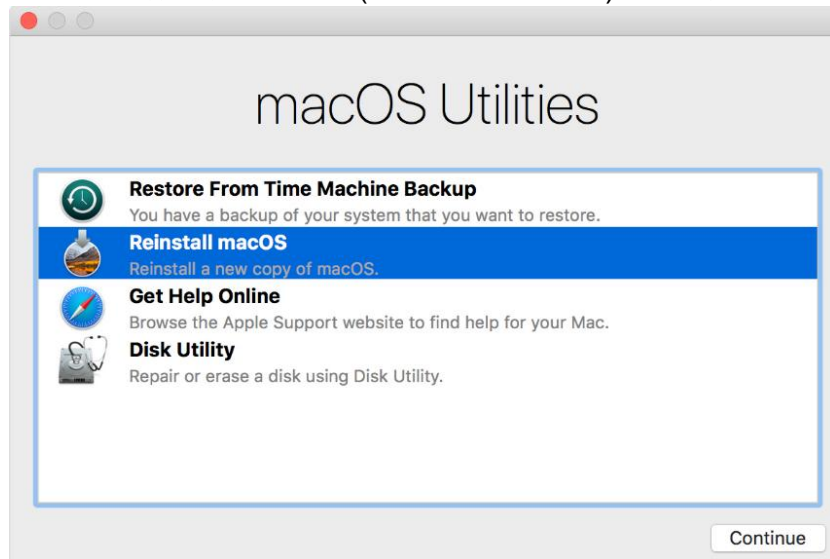 macOS Utilities
Restore From Time Machine Backup
You have a backup of your system that you want to restore.
Reinstall macOS
Reinstall a new copy of macOS.
Get Help Online
Browse the Apple Support website to find help for your Mac.
Disk Utility
Repair or erase a disk using Disk Utility.
Continue